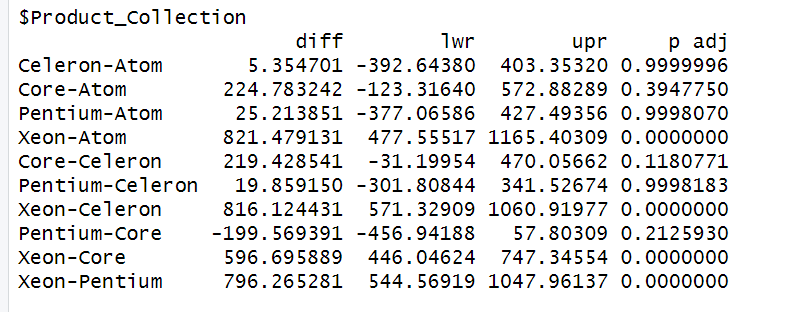 $Product_Collection
diff lwr upr p adj
Celeron-Atom 5.354701 -392.64380 403.35320 0.9999996
Core-Atom 224.783242 -123.31640 572.88289 0.3947750
Pentium-Atom 25.213851 -377.06586 427.49356 0.9998070
Xeon-Atom 821.479131 477.55517 1165.40309 0.0000000
Core-Celeron 219.428541 -31.19954 470.05662 0.1180771
Pentium-Celeron 19.859150 -301.80844 341.52674 0.9998183
Xeon-Celeron 816.124431 571.32909 1060.91977 0.0000000
Pentium-Core -199.569391 -456.94188 57.80309 0.2125930
Xeon-Core 596.695889 446.04624 747.34554 0.0000000
Xeon-Pentium 796.265281 544.56919 1047.96137 0.0000000